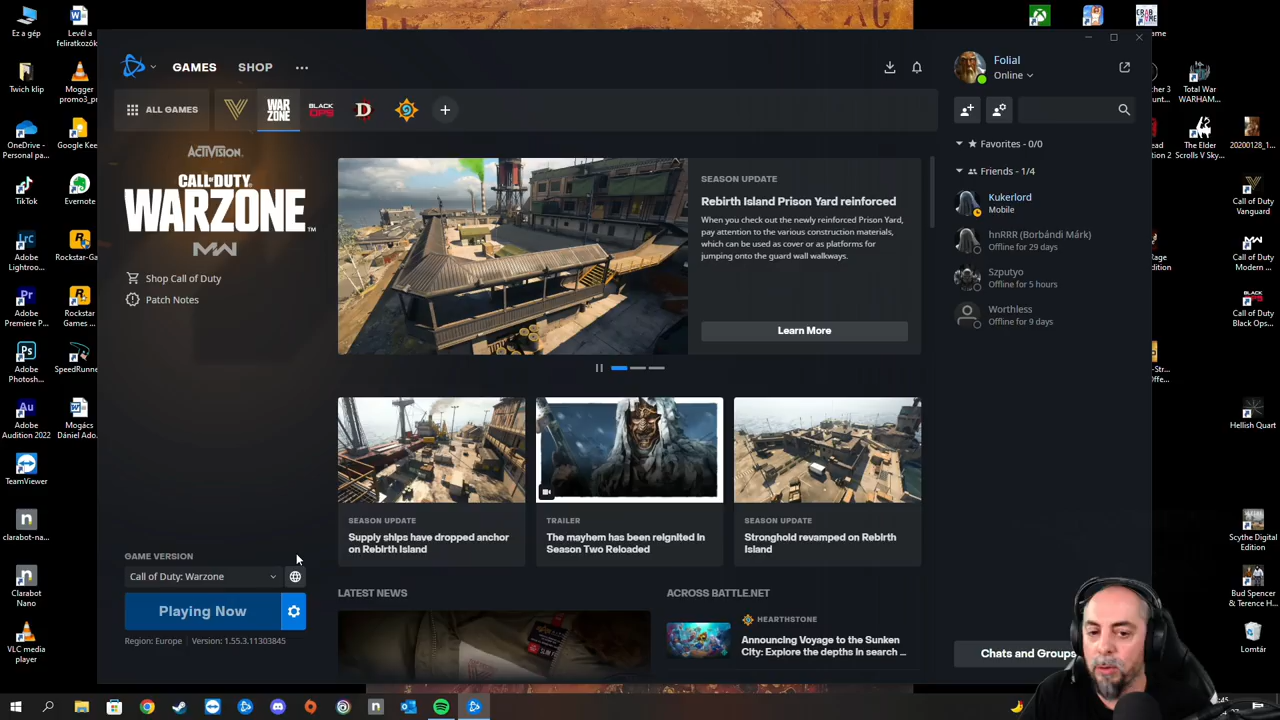 Ez a gép
Levél a
feliratkozók
Twich klip
Mogger
promo3_p...
OneDrive -
Personal
Google Kee...
TikTok
Evernote
Adobe
Lightroo...
Rockstar-Ga...
Adobe
Premiere P...
Rockstar
Games ...
Adobe
Photosh...
SpeedRunne...
Adobe
Audition 2022
Mogács
Dániel Ado...
TeamViewer
clarabot-na...
Clarabot
Nano
VLC media
player
GAMES
SHOP
ALL GAMES
WAR
ZONE
BLACK
OPS
D
ACTIVISION
CALL OF DUTY
WARZONE
MW
Shop Call of Duty
Patch Notes
SEASON UPDATE
Rebirth Island Prison Yard reinforced
When you check out the newly reinforced Prison Yard,
pay attention to the various construction materials,
which can be used as cover or as platforms for
jumping onto the guard wall walkways.
Learn More
SEASON UPDATE
Supply ships have dropped anchor
on Rebirth Island
TRAILER
The mayhem has been reignited in
Season Two Reloaded
SEASON UPDATE
Stronghold revamped on Rebirth
Island
LATEST NEWS
ACROSS BATTLE.NET
HEARTHSTONE
Announcing Voyage to the Sunken
City: Explore the depths in search ...
GAME VERSION
Call of Duty: Warzone
Playing Now
Region: Europe
Version: 1.55.3.11303845
Folial
Online
Favorites - 0/0
Friends - 1/4
Kukerlord
Mobile
hnRRR (Borbándi Márk)
Offline for 29 days
Szputyo
Offline for 5 hours
Worthless
Offline for 9 days
Chats and Groups
Total War
WARHAM...
The Elder
Scrolls V Sky...
20200128_1...
Call of Duty
Vanguard
Call of Duty
Modern ...
Call of Duty
Black Ops...
Hellish Quart
Scythe Digital
Edition
Bud Spencer
& Terence H...
Lomtár